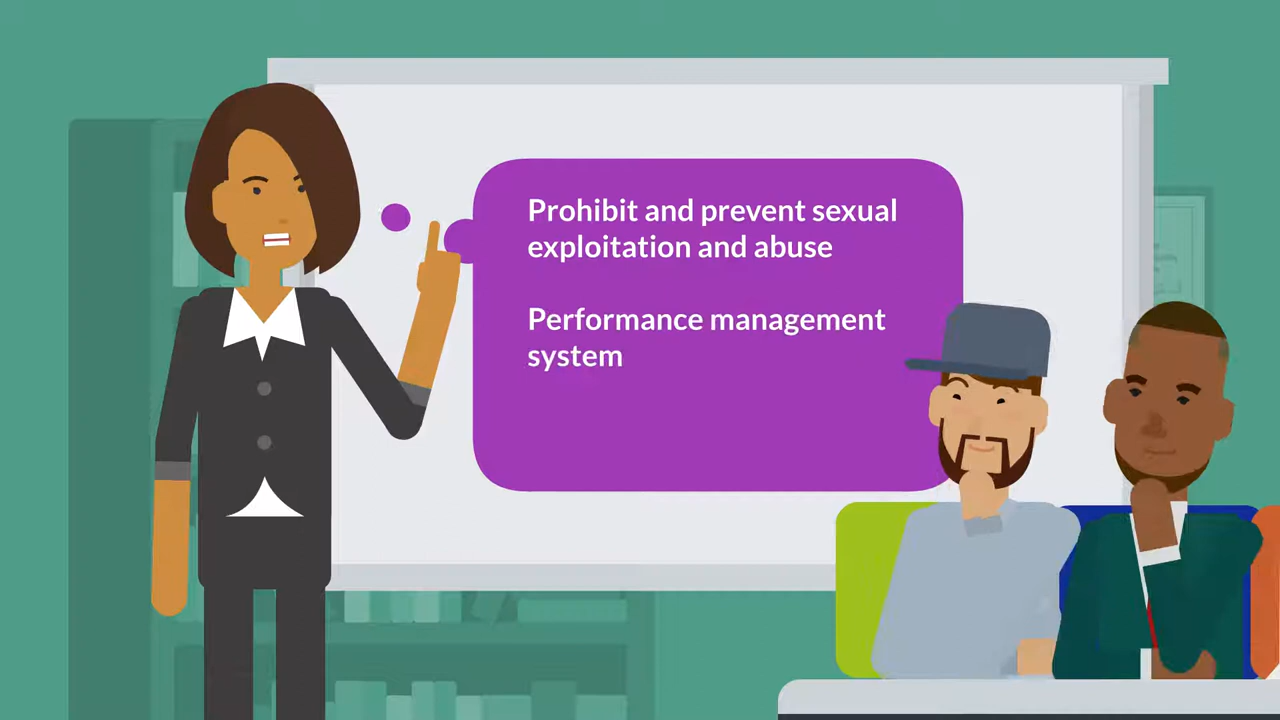 Prohibit and prevent sexual
exploitation and abuse
Performance management
system